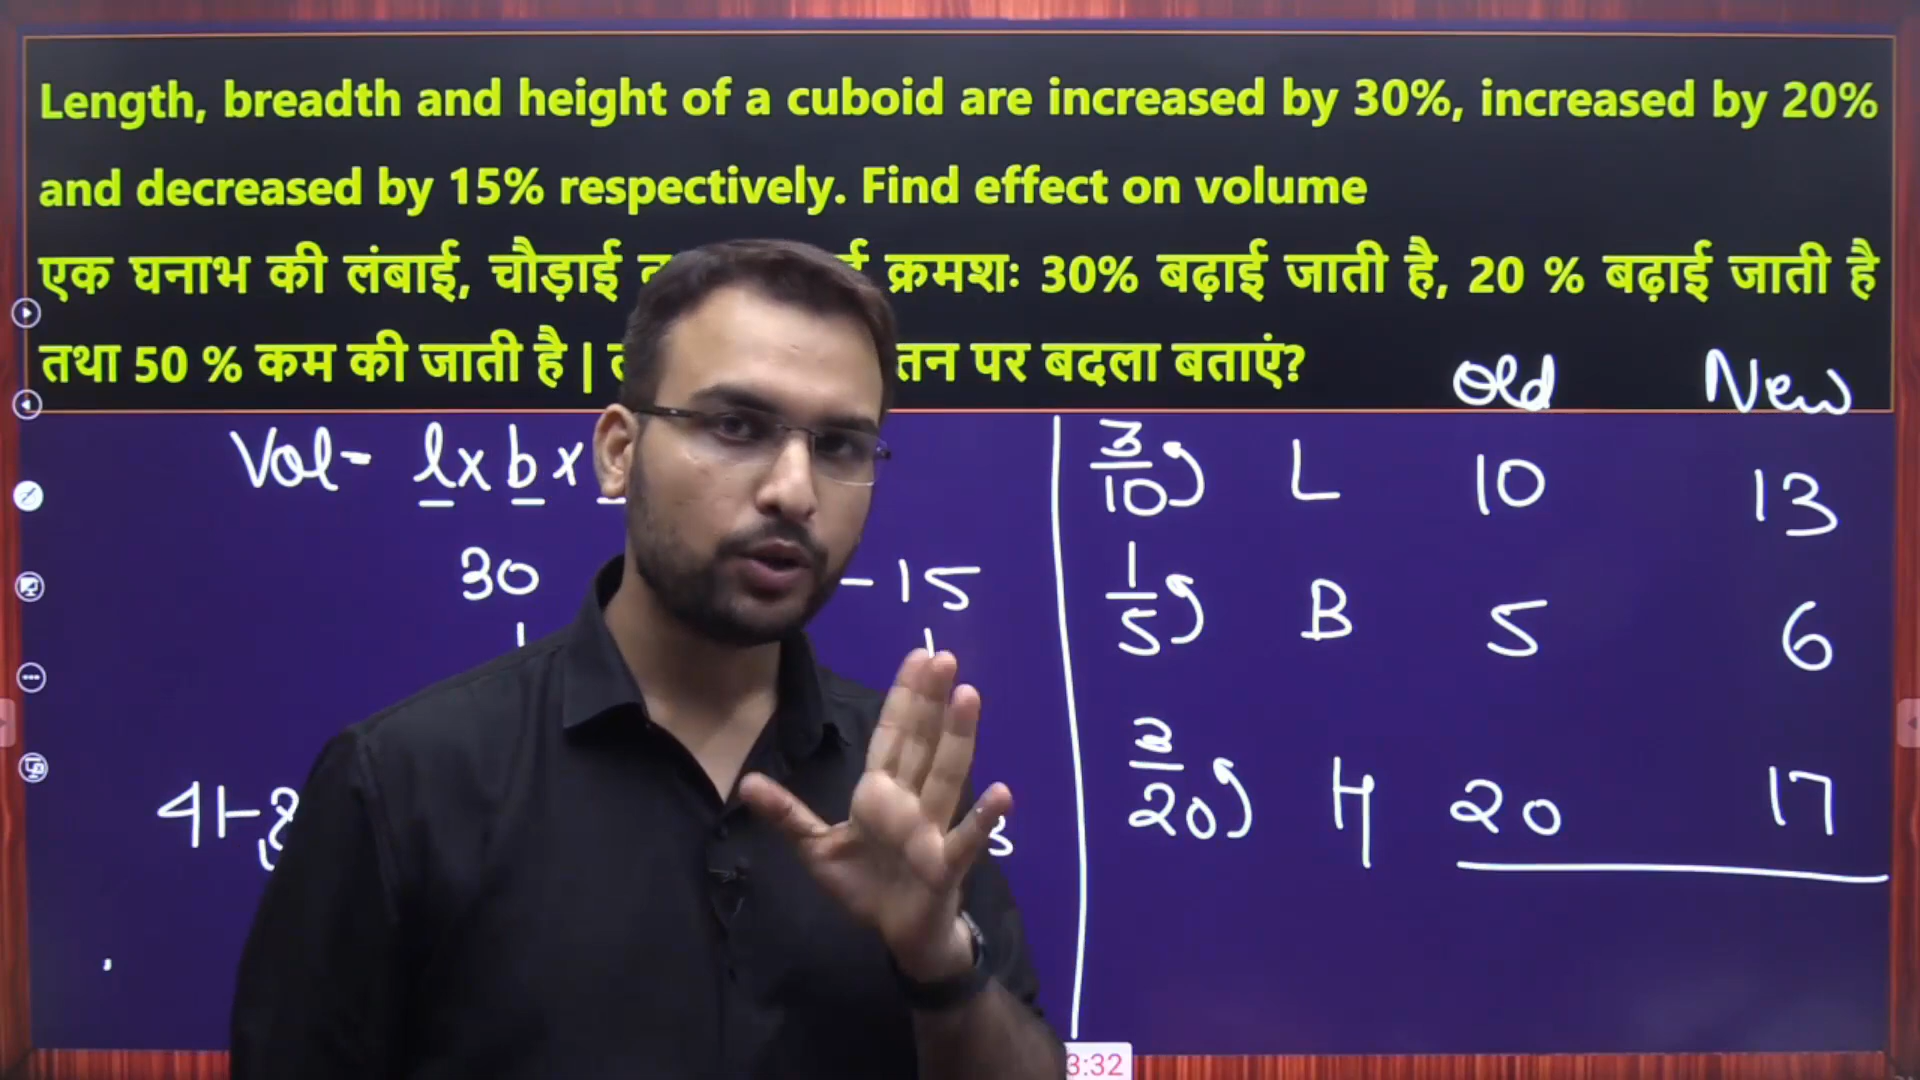 Length, breadth and height of a cuboid are increased by 30%, increased by 20%
and decreased by 15% respectively. Find effect on volume
एक घनाभ की लंबाई, चौड़ाई क्रमशः 30% बढ़ाई जाती है, 20 % बढ़ाई जाती है
तथा 50 % कम की जाती है | तन पर बदला बताएं?
Old New
Vol- l x b x
3/10 L 10 13
30 -15
1/5 B 5 6
20 H 20 17
41-
3:32